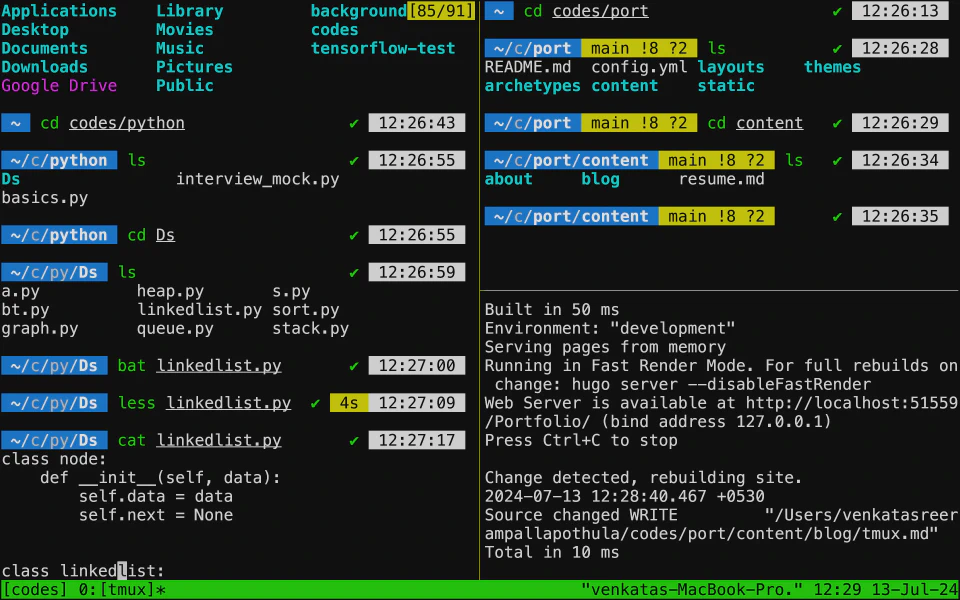 Applications Library background[85/91]
Desktop Movies codes
Documents Music tensorflow-test
Downloads Pictures
Google Drive Public
~ cd codes/python ✔ 12:26:43
~/c/python ls ✔ 12:26:55
Ds interview_mock.py
basics.py
~/c/python cd Ds ✔ 12:26:55
~/c/py/Ds ls ✔ 12:26:59
a.py heap.py s.py
bt.py linkedlist.py sort.py
graph.py queue.py stack.py
~/c/py/Ds bat linkedlist.py ✔ 12:27:00
~/c/py/Ds less linkedlist.py ✔ 4s 12:27:09
~/c/py/Ds cat linkedlist.py ✔ 12:27:17
class node:
def __init__(self, data):
self.data = data
self.next = None
class linkedlist:
~ cd codes/port ✔ 12:26:13
~/c/port main !8 ?2 ls ✔ 12:26:28
README.md config.yml layouts themes
archetypes content static
~/c/port main !8 ?2 cd content ✔ 12:26:29
~/c/port/content main !8 ?2 ls ✔ 12:26:34
about blog resume.md
~/c/port/content main !8 ?2 ✔ 12:26:35
Built in 50 ms
Environment: "development"
Serving pages from memory
Running in Fast Render Mode. For full rebuilds on
change: hugo server --disableFastRender
Web Server is available at http://localhost:51559
/Portfolio/ (bind address 127.0.0.1)
Press Ctrl+C to stop
Change detected, rebuilding site.
2024-07-13 12:28:40.467 +0530
Source changed WRITE "/Users/venkatasreer
ampallapothula/codes/port/content/blog/tmux.md"
Total in 10 ms
[codes] 0:[tmux]* "venkatas-MacBook-Pro." 12:29 13-Jul-24